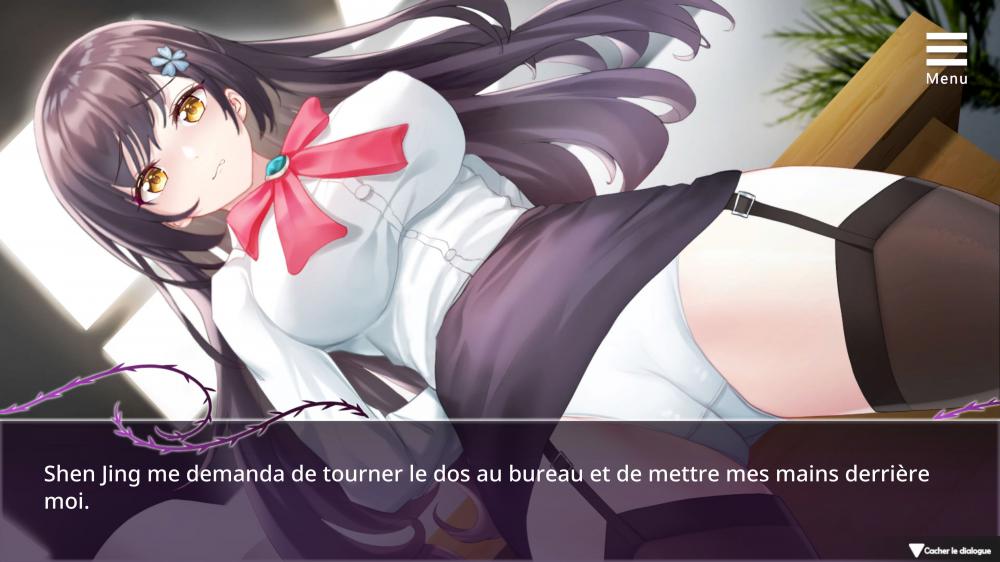 Menu
Shen Jing me demanda de tourner le dos au bureau et de mettre mes mains derrière
moi.
Cacher le dialogue